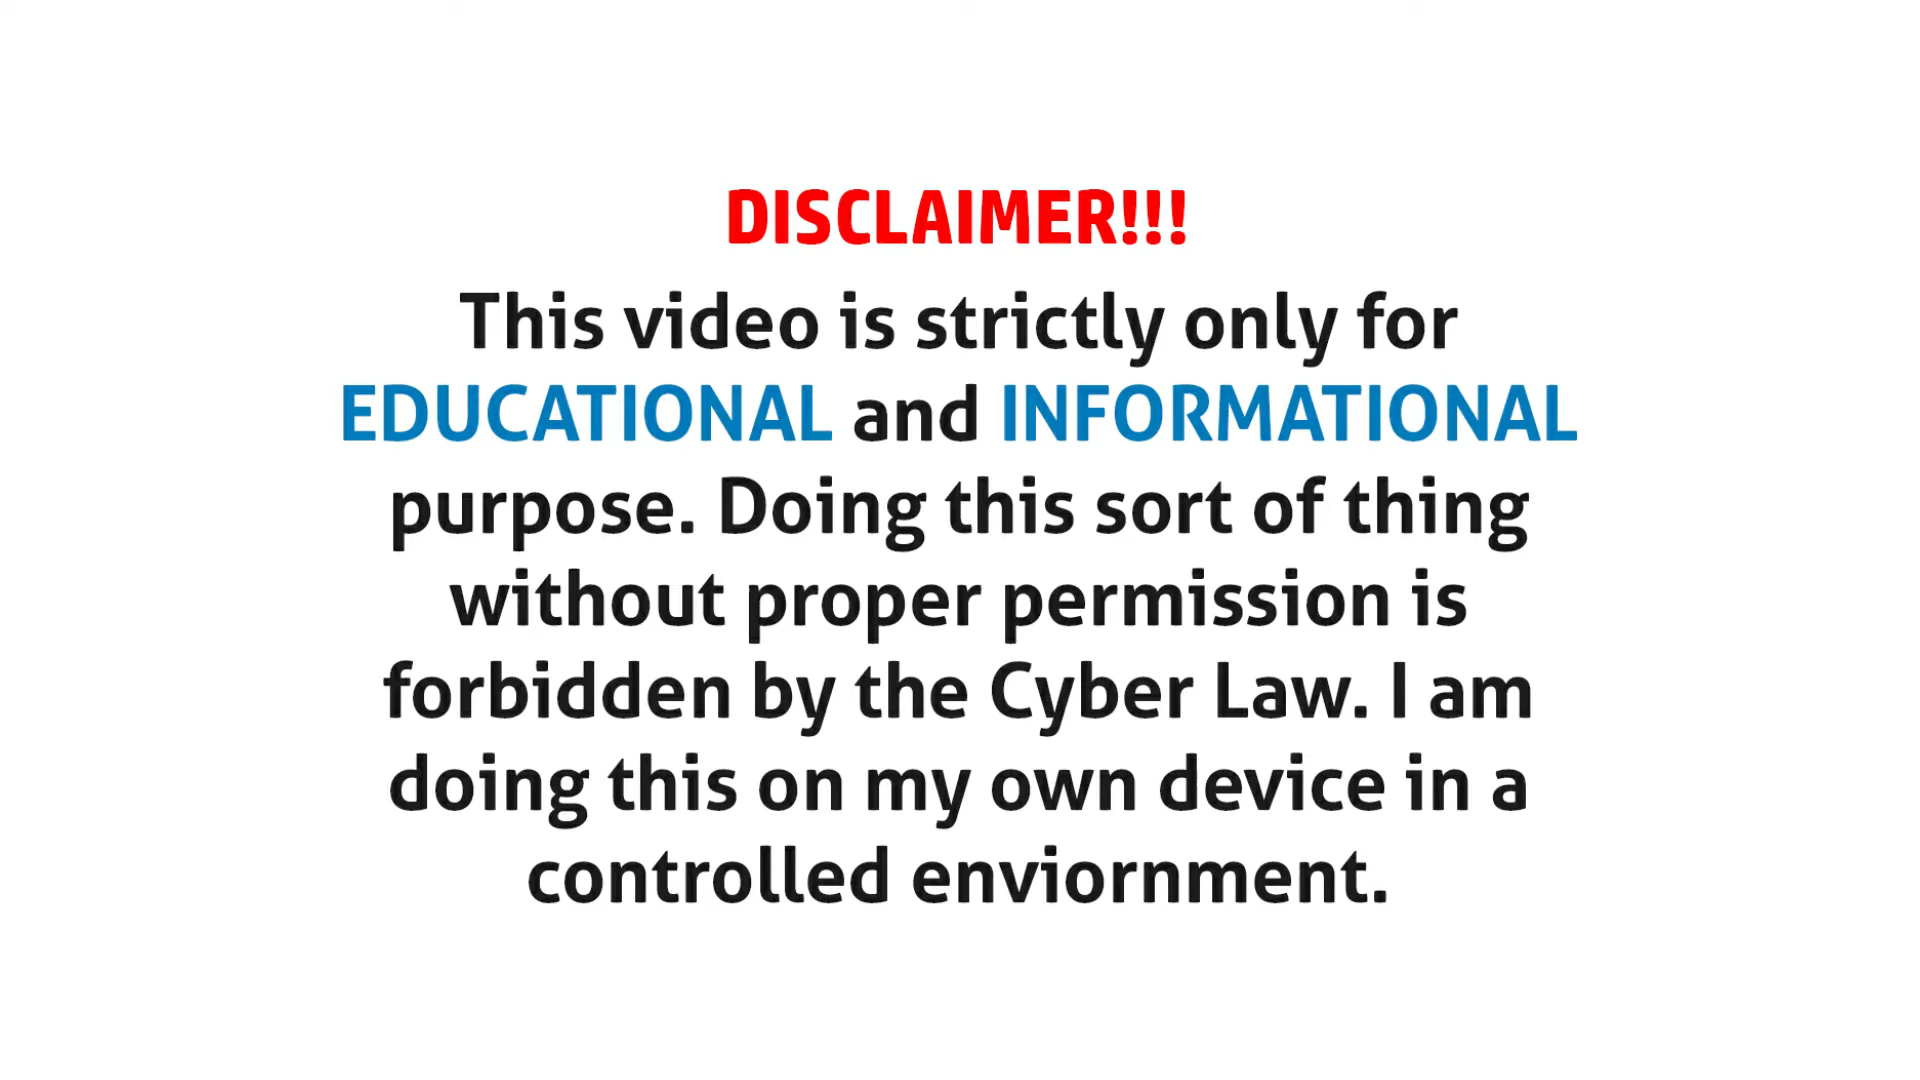 DISCLAIMER!!!
This video is strictly only for
EDUCATIONAL and INFORMATIONAL
purpose. Doing this sort of thing
without proper permission is
forbidden by the Cyber Law. I am
doing this on my own device in a
controlled enviornment.